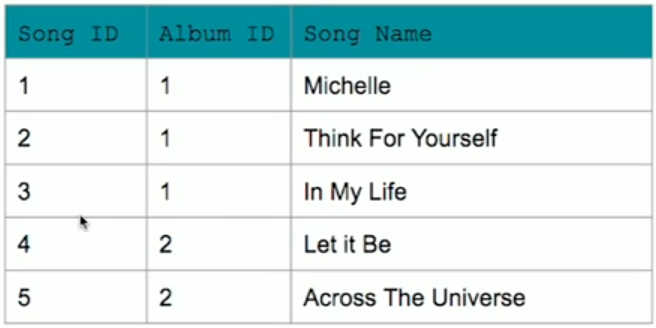 Song ID Album ID Song Name
1 1 Michelle
2 1 Think For Yourself
3 1 In My Life
4 2 Let it Be
5 2 Across The Universe